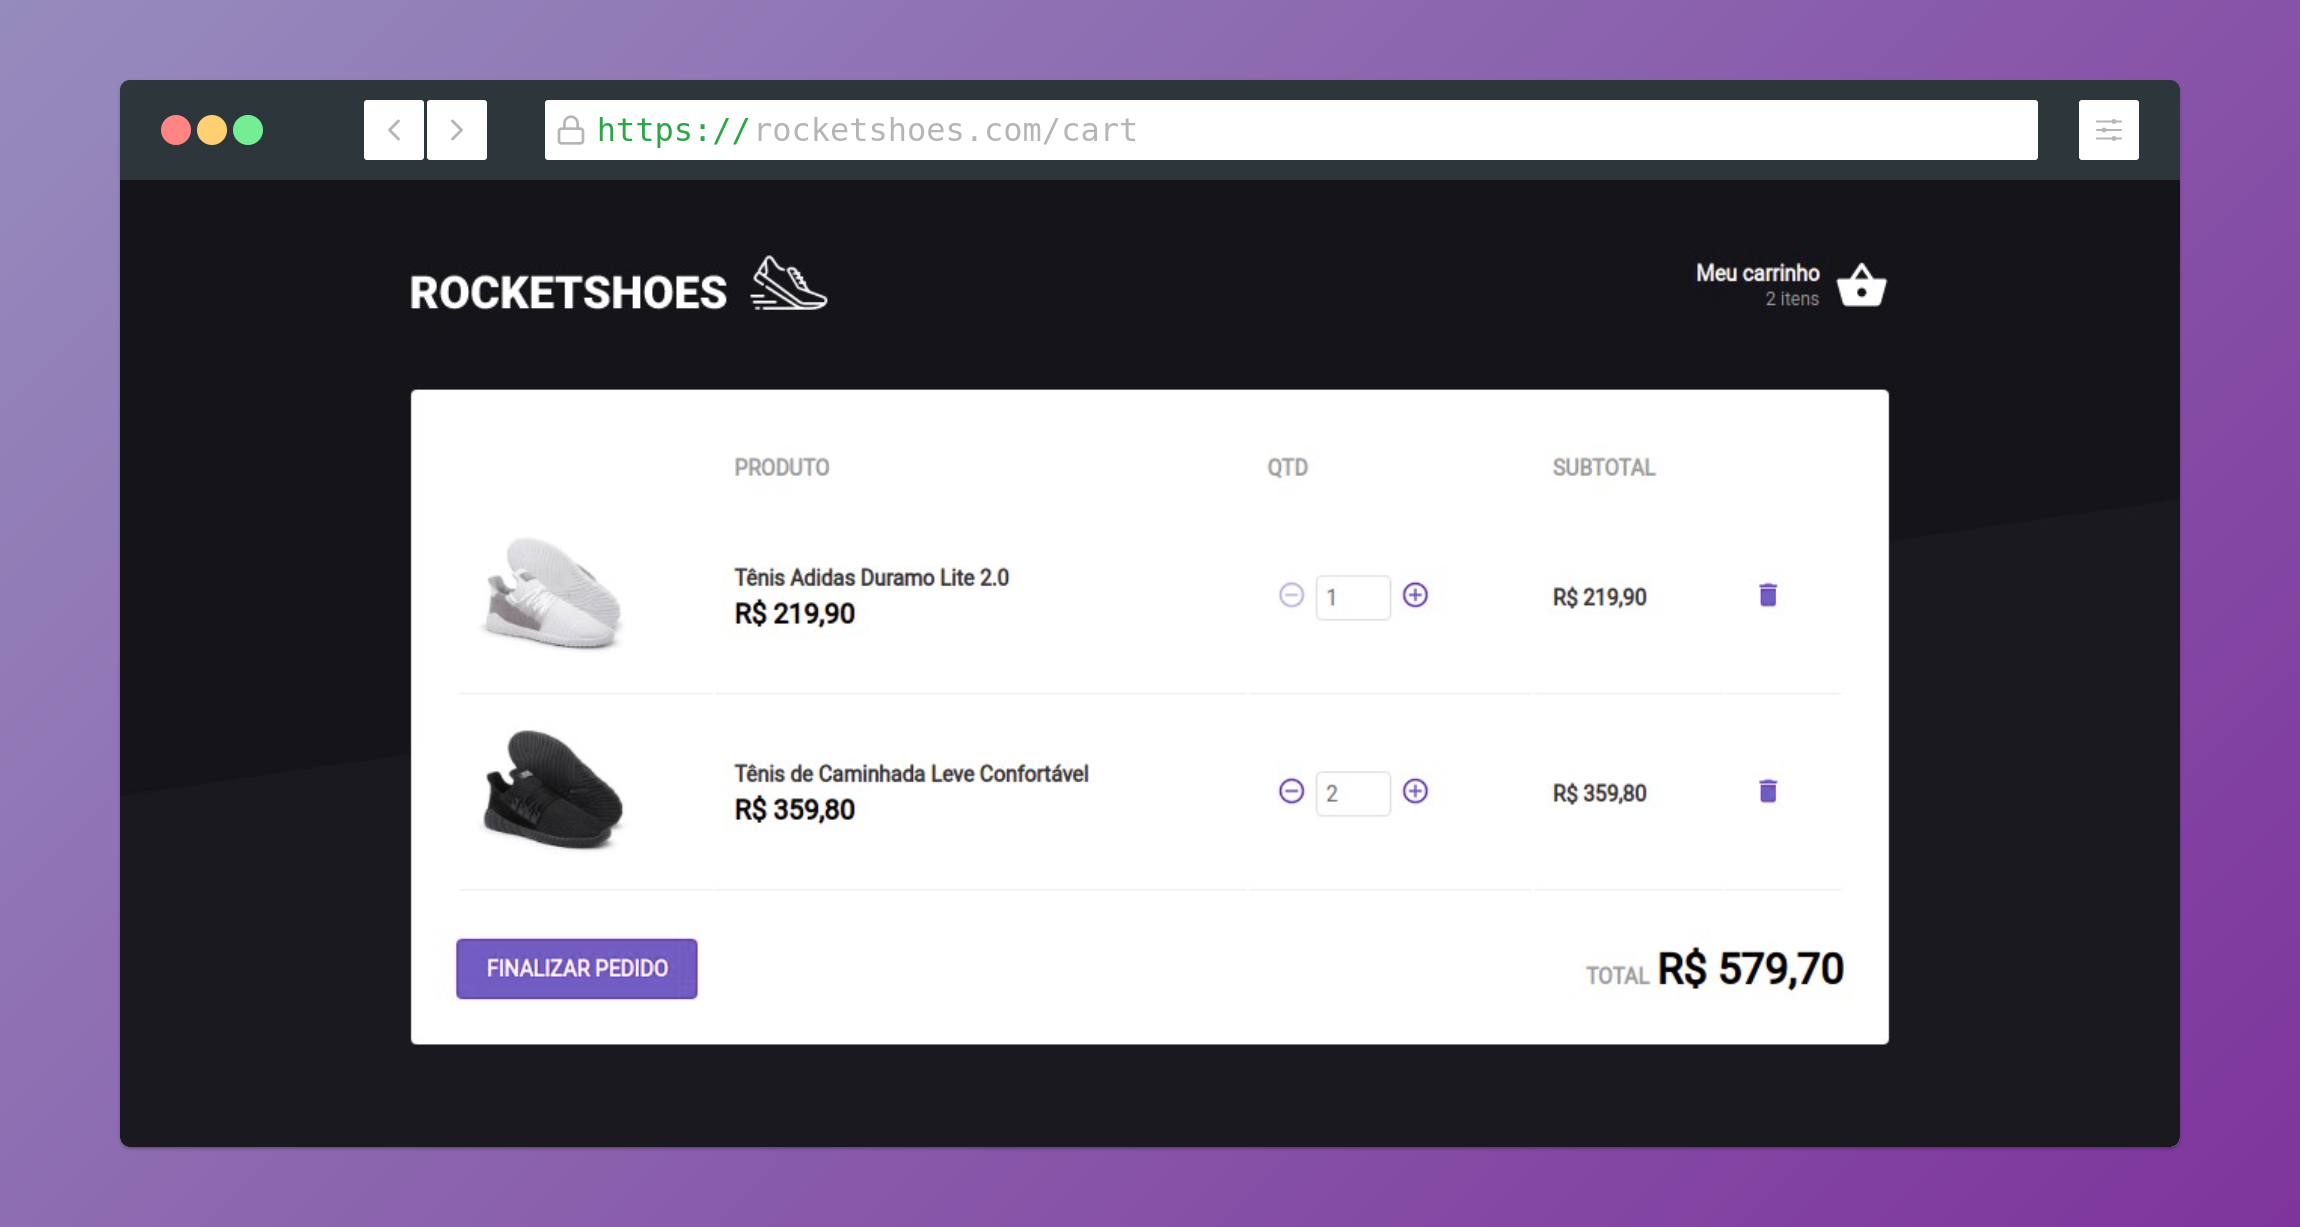 https://rocketshoes.com/cart
ROCKETSHOES
Meu carrinho
2 itens
PRODUTO QTD SUBTOTAL
Tênis Adidas Duramo Lite 2.0
R$ 219,90
1
R$ 219,90
Tênis de Caminhada Leve Confortável
R$ 359,80
2
R$ 359,80
FINALIZAR PEDIDO
TOTAL R$ 579,70